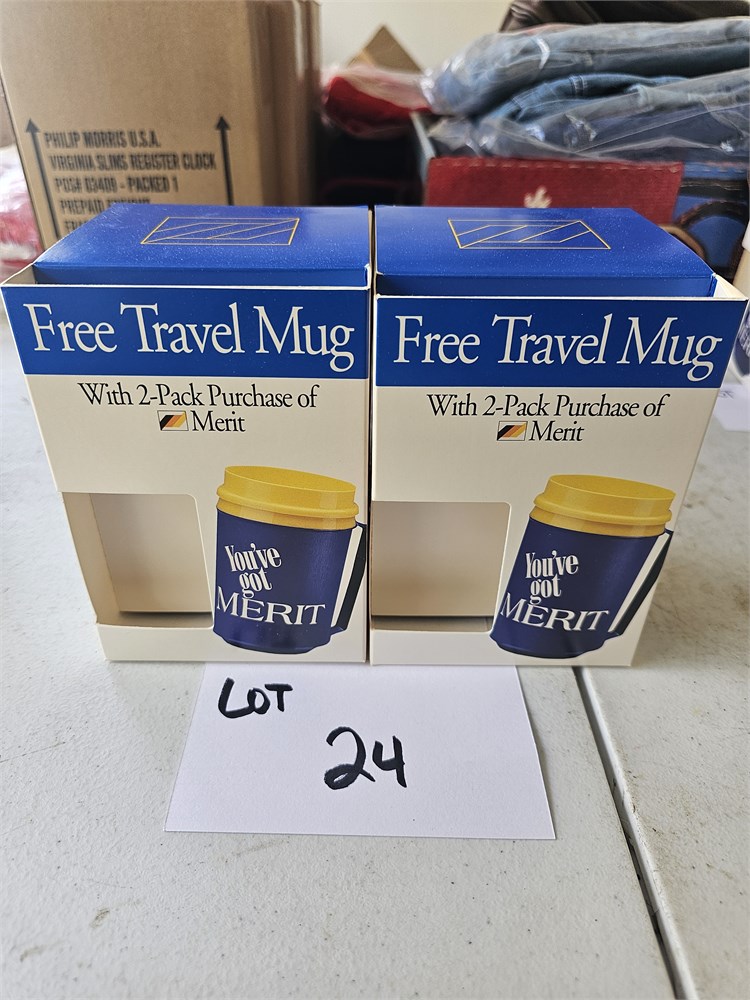 PHILIP MORRIS U.S.A.
VIRGINIA SLIMS REGISTER CLOCK
POS# 03409 - PACKED 1
PREPAID
Free Travel Mug
With 2-Pack Purchase of
Merit
You've
got
MERIT
Free Travel Mug
With 2-Pack Purchase of
Merit
You've
got
MERIT
LOT
24